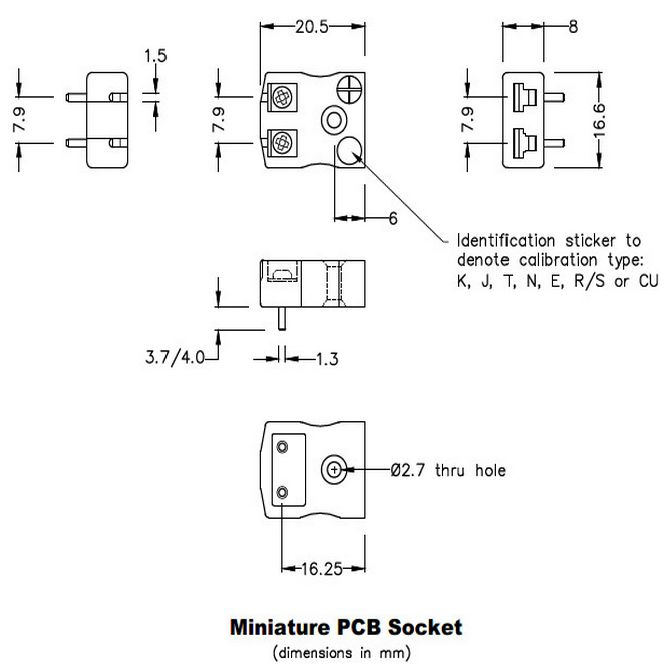 20.5
8
1.5
7.9
7.9
7.9
16.6
6
Identification sticker to
denote calibration type:
K, J, T, N, E, R/S or CU
3.7/4.0
1.3
Ø2.7 thru hole
16.25
Miniature PCB Socket
(dimensions in mm)